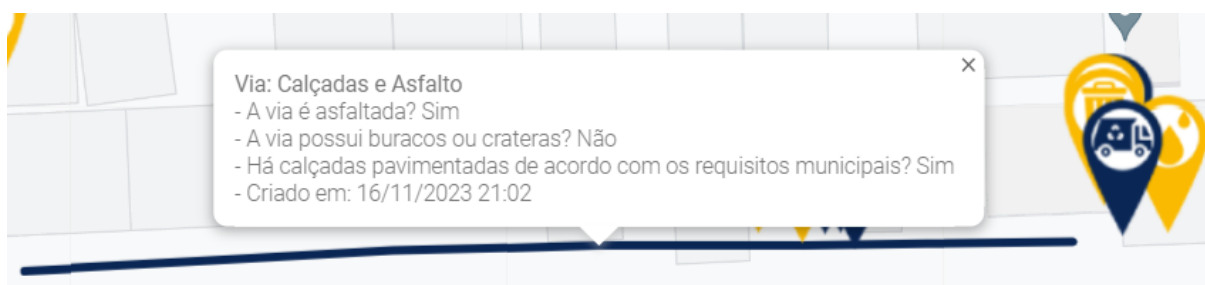 Via: Calçadas e Asfalto
- A via é asfaltada? Sim
- A via possui buracos ou crateras? Não
- Há calçadas pavimentadas de acordo com os requisitos municipais? Sim
- Criado em: 16/11/2023 21:02